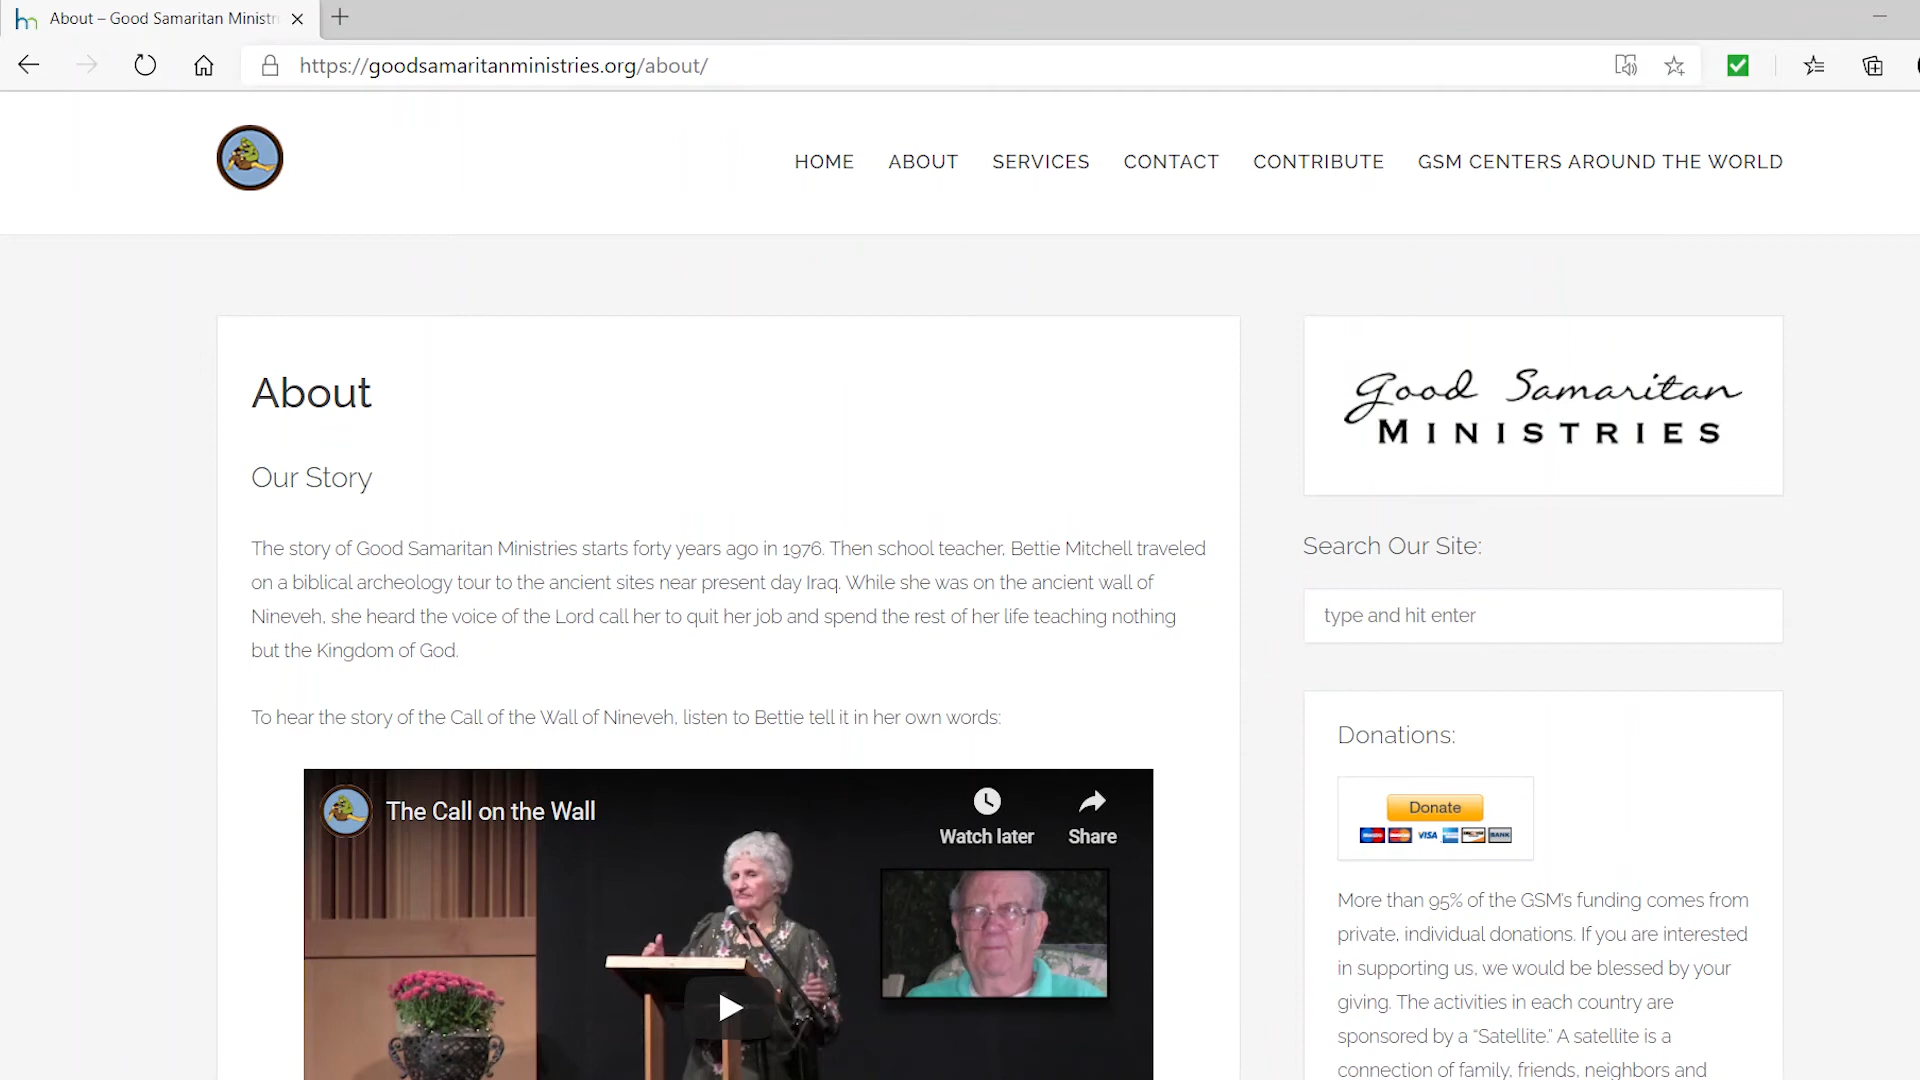 About – Good Samaritan Ministri
https://goodsamaritanministries.org/about/
HOME ABOUT SERVICES CONTACT CONTRIBUTE GSM CENTERS AROUND THE WORLD
About
Our Story
The story of Good Samaritan Ministries starts forty years ago in 1976. Then school teacher, Bettie Mitchell traveled
on a biblical archeology tour to the ancient sites near present day Iraq. While she was on the ancient wall of
Nineveh, she heard the voice of the Lord call her to quit her job and spend the rest of her life teaching nothing
but the Kingdom of God.
To hear the story of the Call of the Wall of Nineveh, listen to Bettie tell it in her own words:
The Call on the Wall
Watch later
Share
Good Samaritan
MINISTRIES
Search Our Site:
type and hit enter
Donations:
Donate
VISA
BANK
More than 95% of the GSM's funding comes from
private, individual donations. If you are interested
in supporting us, we would be blessed by your
giving. The activities in each country are
sponsored by a “Satellite.” A satellite is a
connection of family, friends, neighbors and